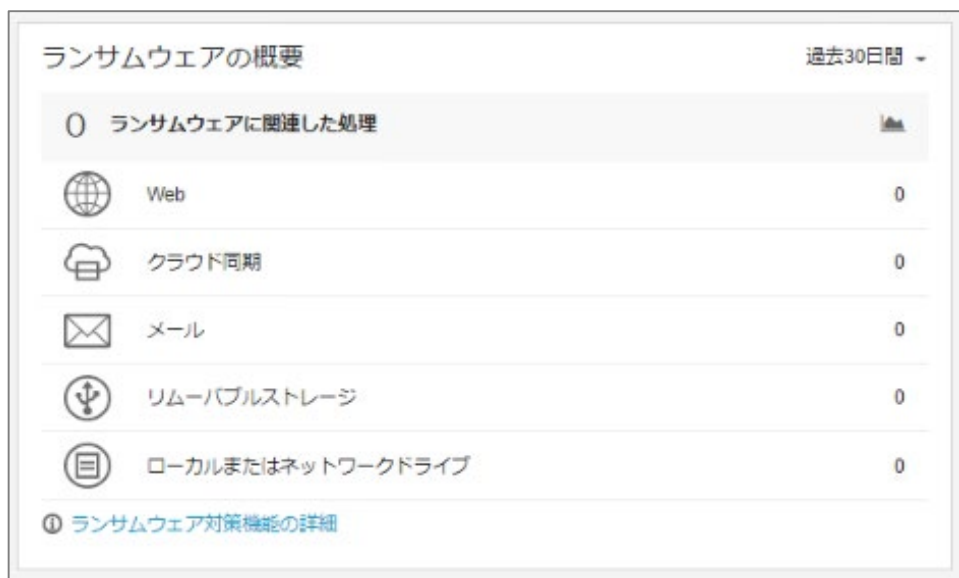 ランサムウェアの概要 過去30日間
0 ランサムウェアに関連した処理
Web 0
クラウド同期 0
メール 0
リムーバブルストレージ 0
ローカルまたはネットワークドライブ 0
ランサムウェア対策機能の詳細